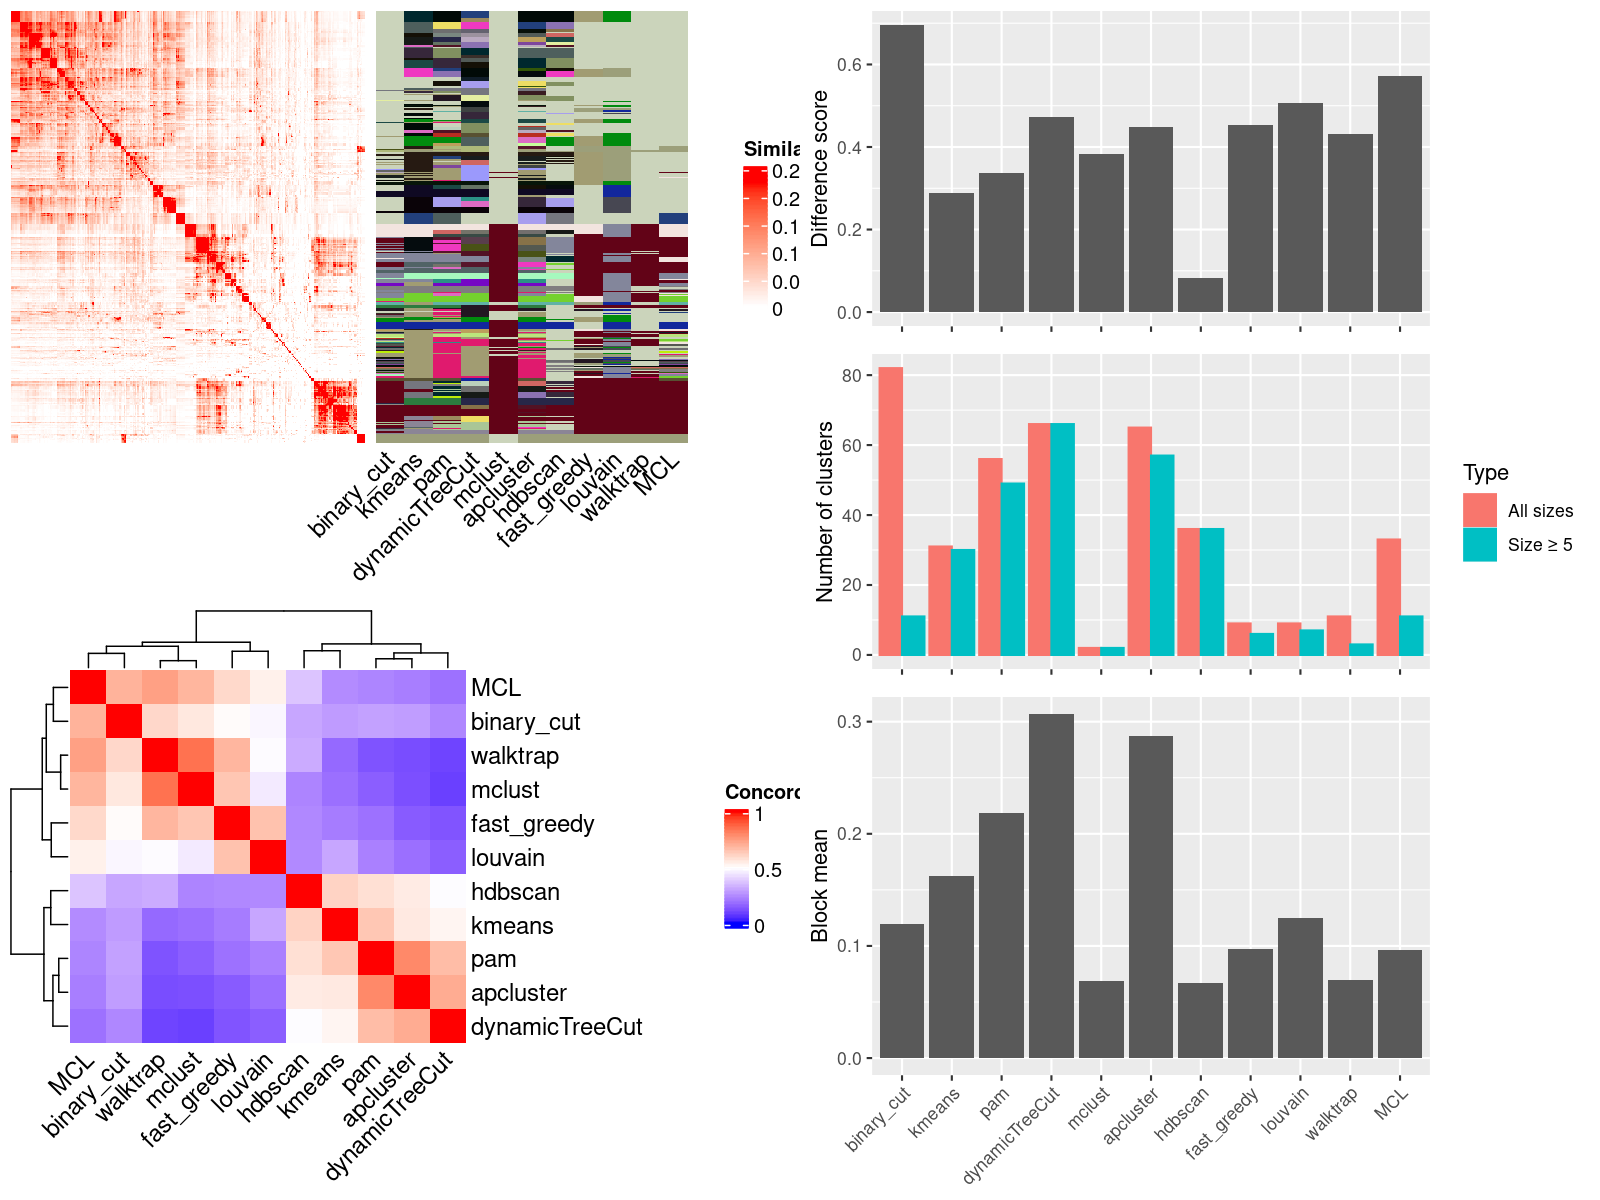 Simila
0.2
0.2
0.1
0.1
0.0
0
binary_cut
kmeans
pam
dynamicTreeCut
mclust
apcluster
hdbscan
fast_greedy
louvain
walktrap
MCL
MCL
binary_cut
walktrap
mclust
fast_greedy
louvain
hdbscan
kmeans
pam
apcluster
dynamicTreeCut
MCL
binary_cut
walktrap
mclust
fast_greedy
louvain
hdbscan
kmeans
pam
apcluster
dynamicTreeCut
Concord
1
0.5
0
Difference score
0.6
0.4
0.2
0.0
Number of clusters
80
60
40
20
0
Type
All sizes
Size ≥ 5
Block mean
0.3
0.2
0.1
0.0
binary_cut
kmeans
pam
dynamicTreeCut
mclust
apcluster
hdbscan
fast_greedy
louvain
walktrap
MCL